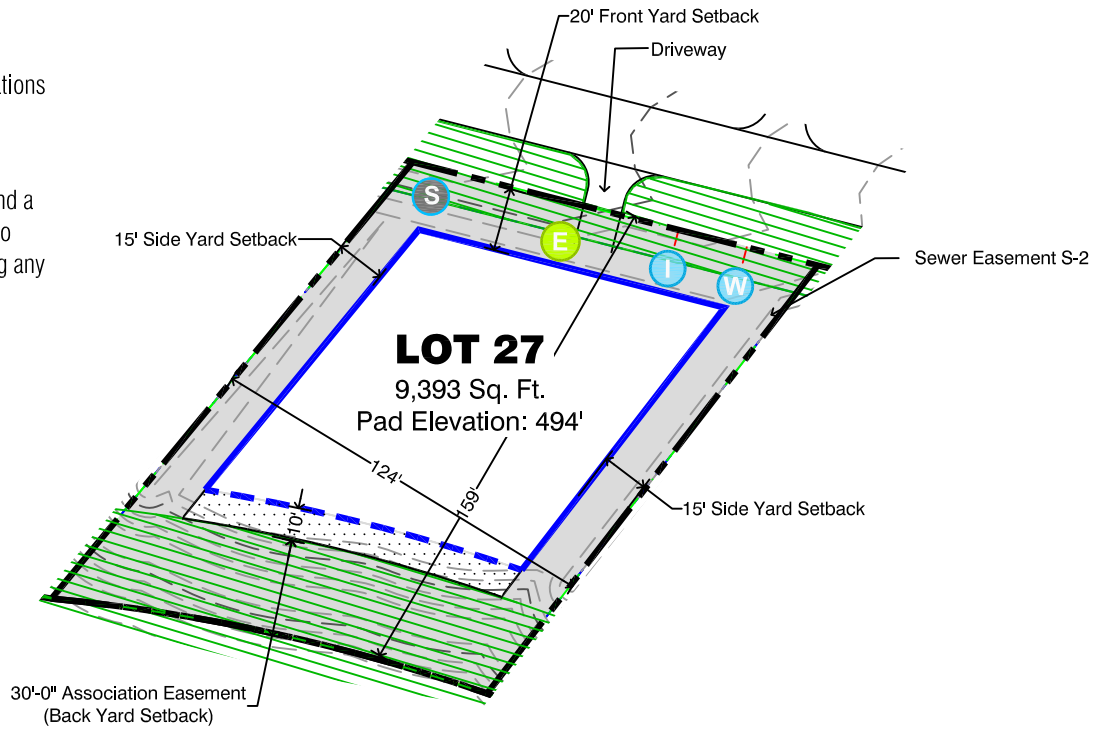 20' Front Yard Setback
Driveway
nd a
o
g any
15' Side Yard Setback
S
E
I
W
Sewer Easement S-2
LOT 27
9,393 Sq. Ft.
Pad Elevation: 494'
124'
159'
10'
15' Side Yard Setback
30'-0" Association Easement
(Back Yard Setback)